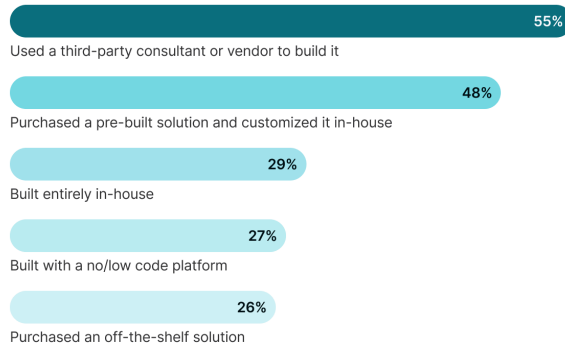 55%
Used a third-party consultant or vendor to build it
48%
Purchased a pre-built solution and customized it in-house
29%
Built entirely in-house
27%
Built with a no/low code platform
26%
Purchased an off-the-shelf solution